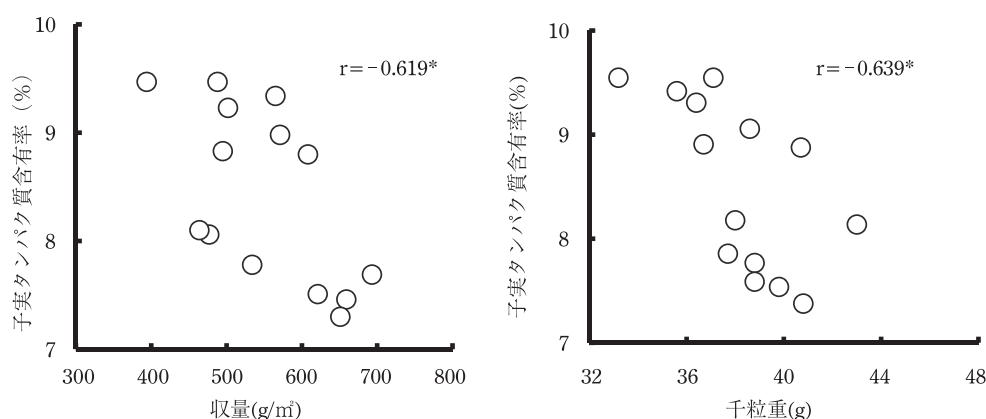 10
9
8
7
子実タンパク質含有率（%）
r=-0.619*
300 400 500 600 700 800
収量(g/㎡)
10
9
8
7
子実タンパク質含有率(%)
r=-0.639*
32 36 40 44 48
千粒重(g)